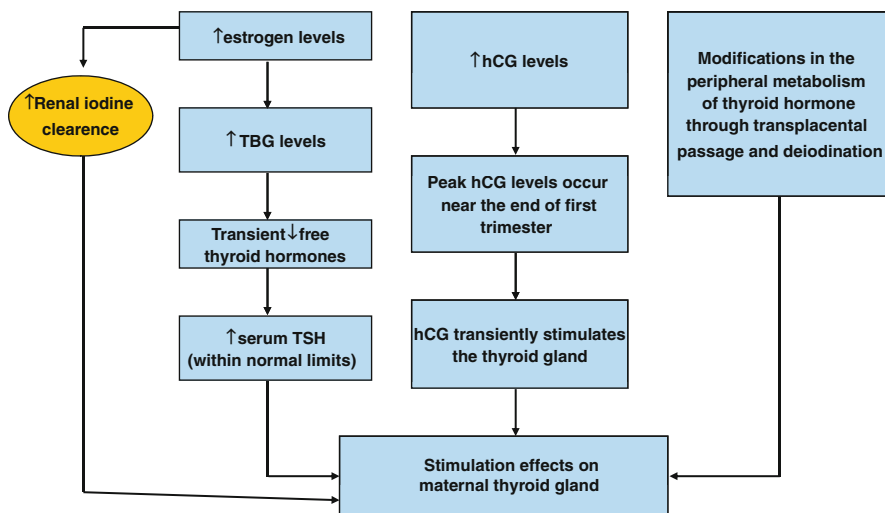 ↑estrogen levels
↑Renal iodine
clearence
↑TBG levels
Transient↓free
thyroid hormones
↑serum TSH
(within normal limits)
↑hCG levels
Peak hCG levels occur
near the end of first
trimester
hCG transiently stimulates
the thyroid gland
Modifications in the
peripheral metabolism
of thyroid hormone
through transplacental
passage and deiodination
Stimulation effects on
maternal thyroid gland